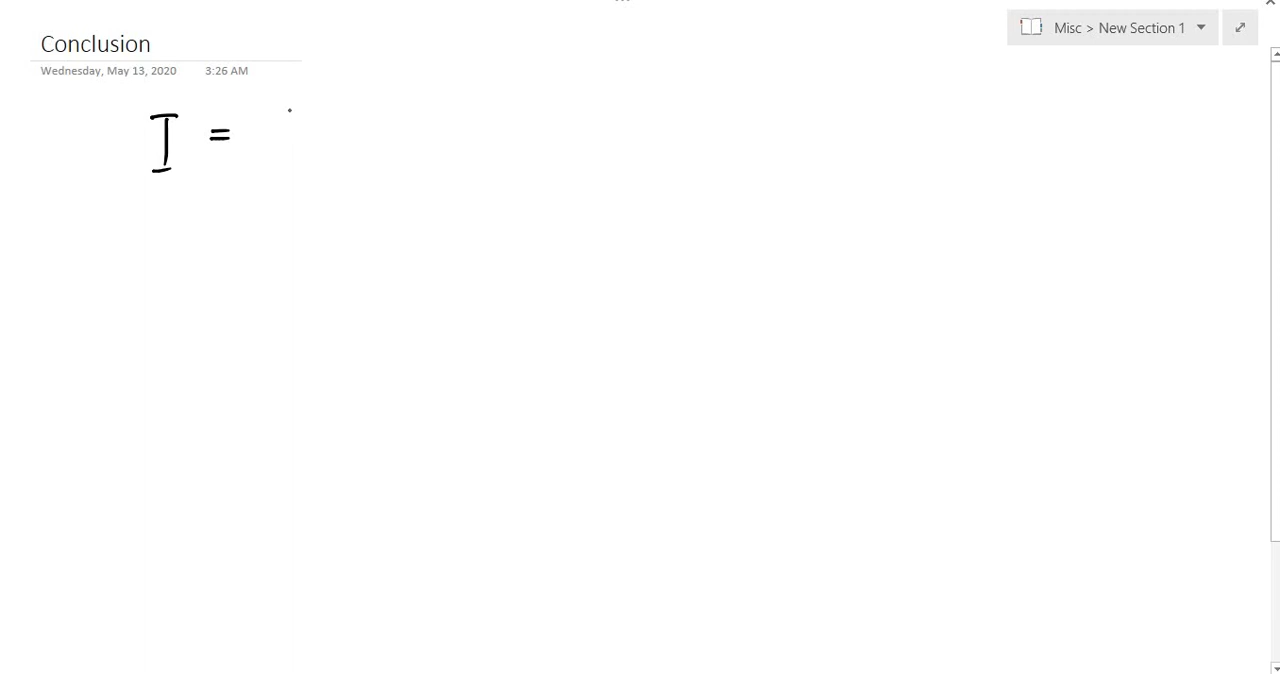 Misc > New Section 1
Conclusion
Wednesday, May 13, 2020 3:26 AM
I =